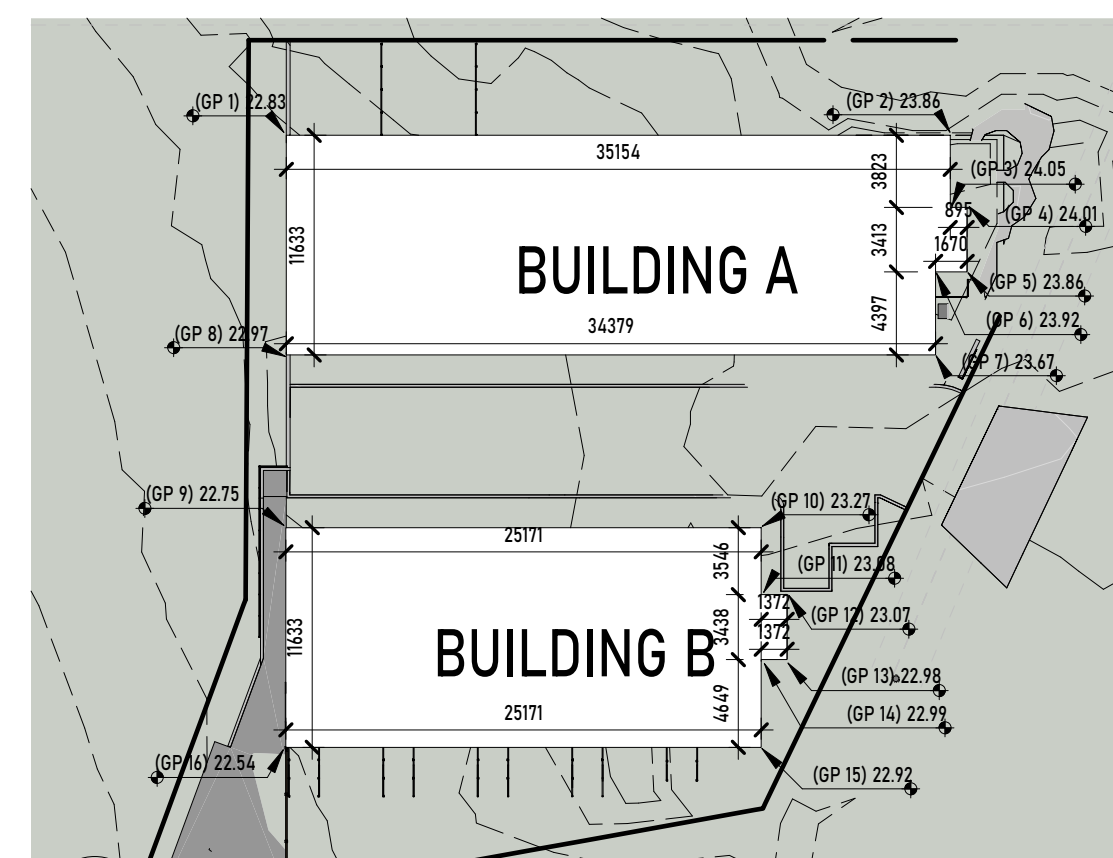 (GP 1) 22.83
(GP 2) 23.86
35154
3823
(GP 3) 24.05
895
(GP 4) 24.01
11633
3413
1670
BUILDING A
(GP 5) 23.86
4397
(GP 6) 23.92
34379
(GP 8) 22.97
(GP 7) 23.67
(GP 9) 22.75
(GP 10) 23.27
25171
3546
(GP 11) 23.08
1372
(GP 12) 23.07
3438
1372
11633
BUILDING B
(GP 13) 22.98
4649
25171
(GP 14) 22.99
(GP 16) 22.54
(GP 15) 22.92